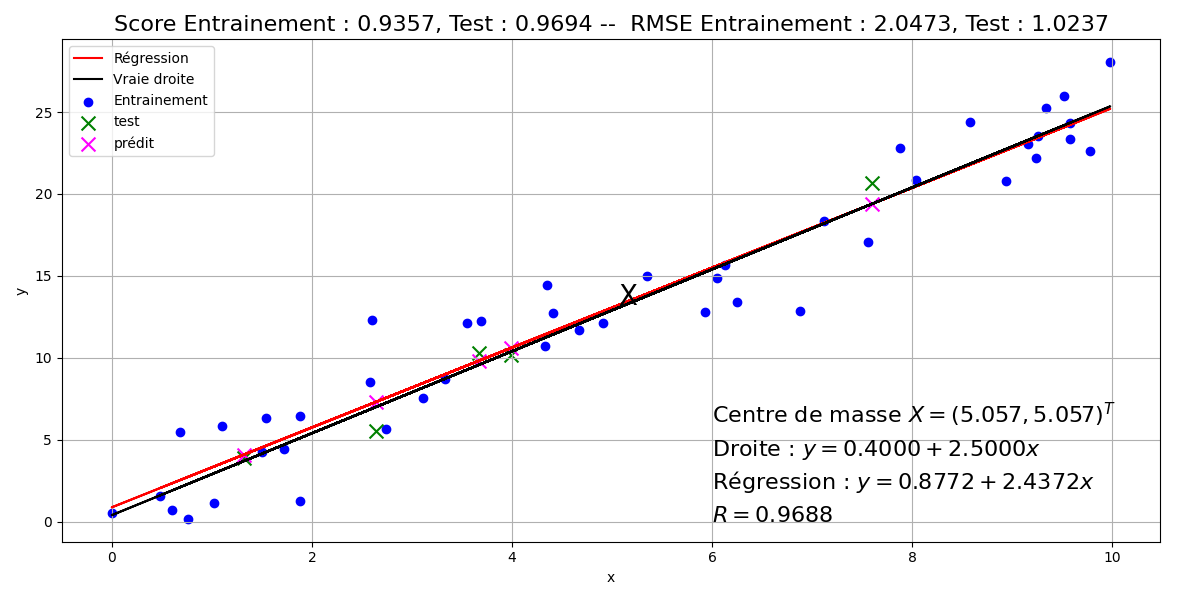 Score Entrainement : 0.9357, Test : 0.9694 --  RMSE Entrainement : 2.0473, Test : 1.0237
Régression
Vraie droite
Entrainement
test
prédit
25
20
15
10
5
0
y
X
Centre de masse X = (5.057, 5.057)^T
Droite : y = 0.4000 + 2.5000x
Régression : y = 0.8772 + 2.4372x
R = 0.9688
0 2 4 6 8 10
x